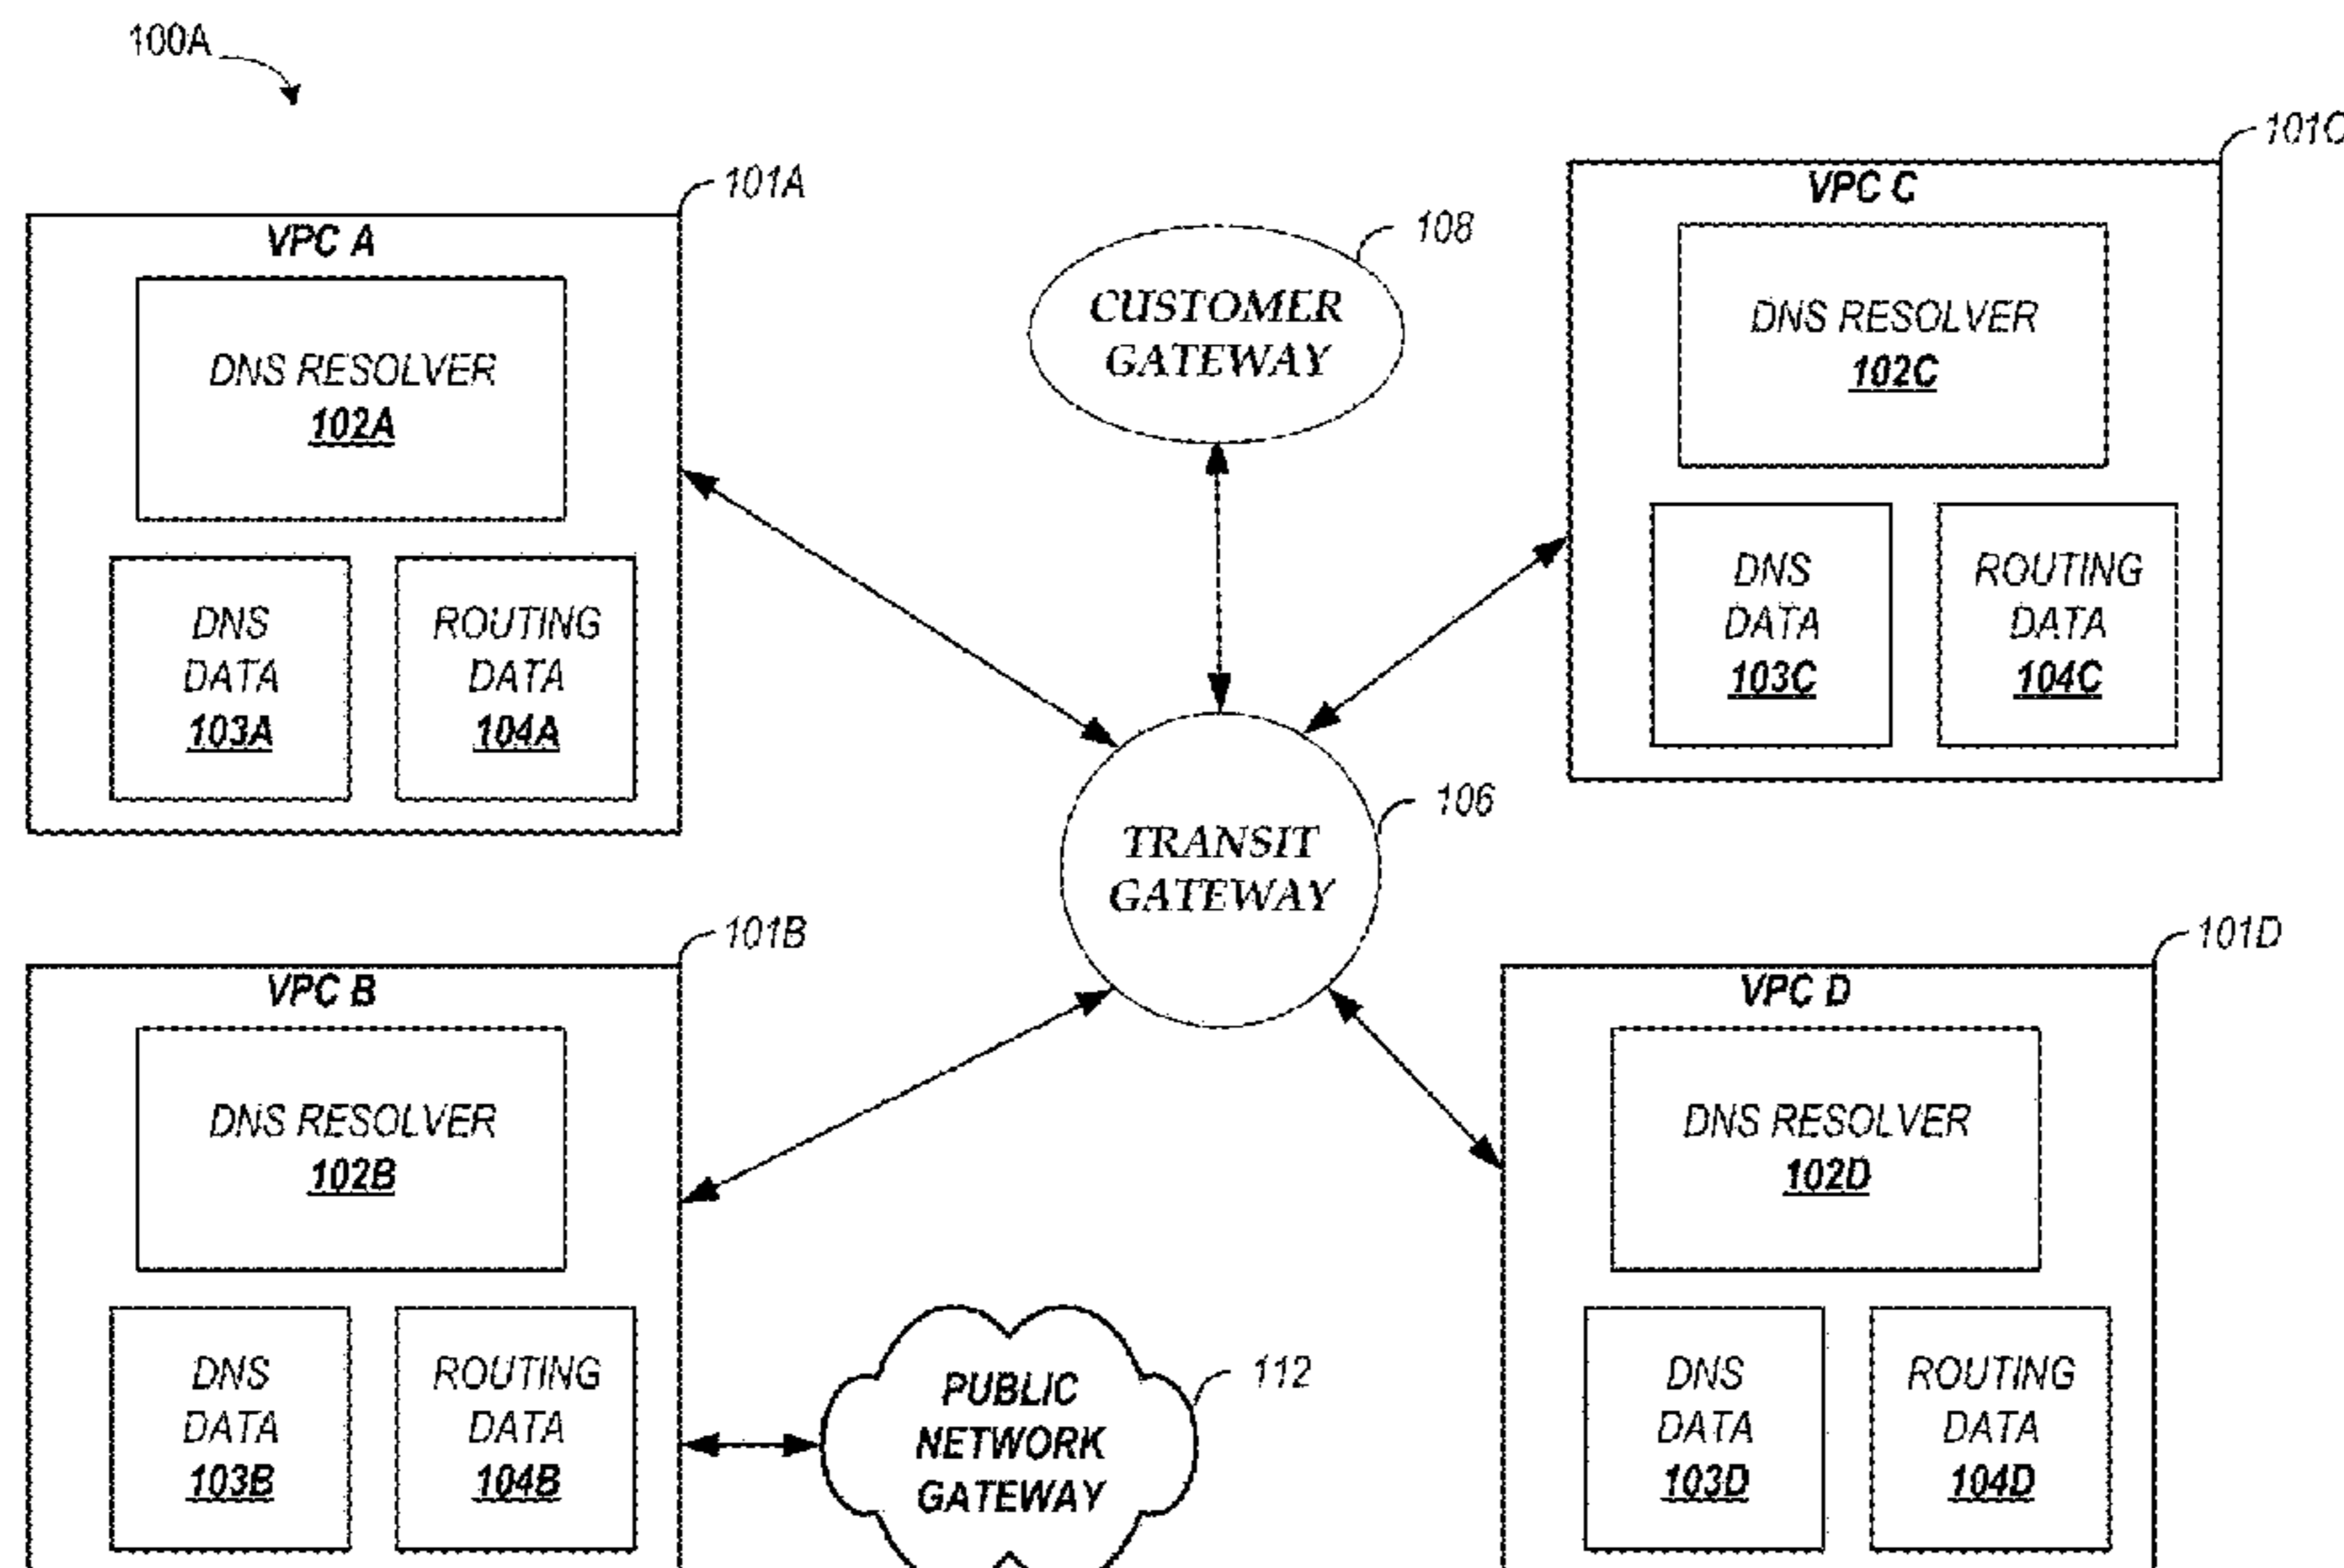 100A
101A
VPC A
DNS RESOLVER
102A
DNS
DATA
103A
ROUTING
DATA
104A
108
CUSTOMER
GATEWAY
101C
VPC C
DNS RESOLVER
102C
DNS
DATA
103C
ROUTING
DATA
104C
106
TRANSIT
GATEWAY
101B
VPC B
DNS RESOLVER
102B
DNS
DATA
103B
ROUTING
DATA
104B
112
PUBLIC
NETWORK
GATEWAY
101D
VPC D
DNS RESOLVER
102D
DNS
DATA
103D
ROUTING
DATA
104D